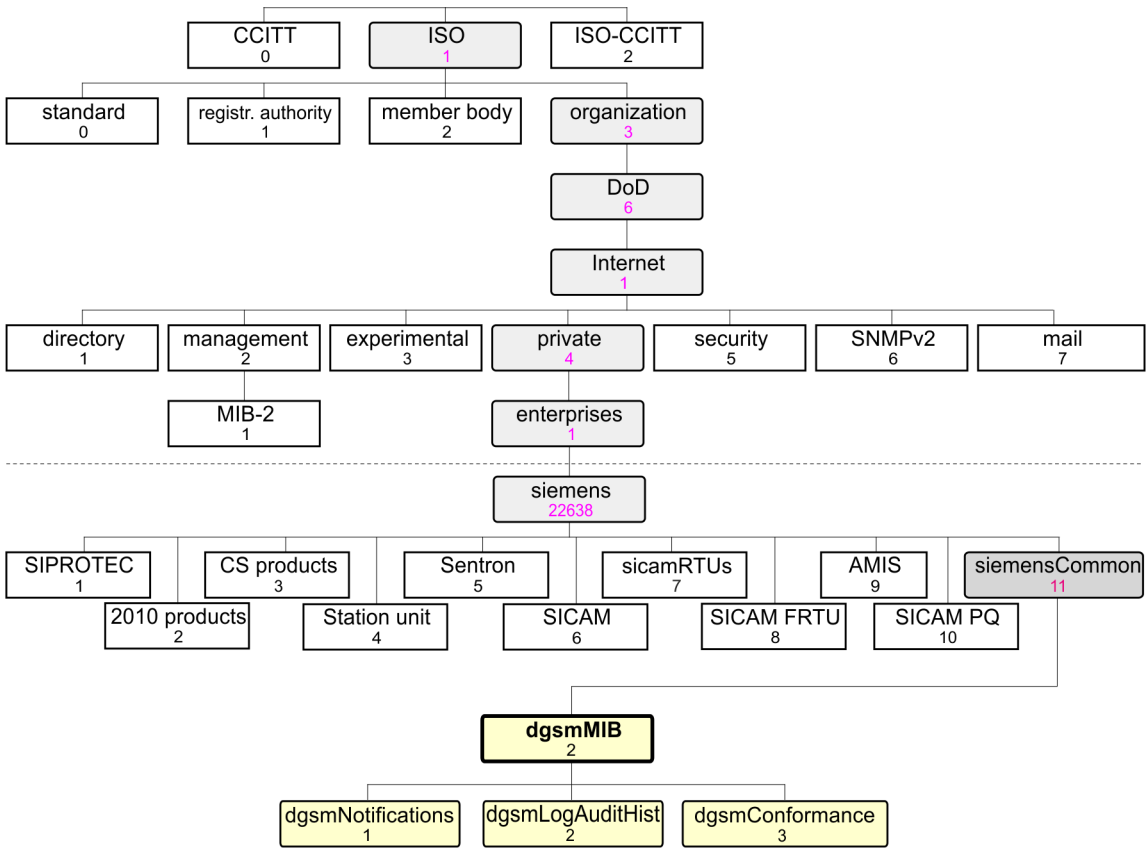 CCITT
0
ISO
1
ISO-CCITT
2
standard
0
registr. authority
1
member body
2
organization
3
DoD
6
Internet
1
directory
1
management
2
experimental
3
private
4
security
5
SNMPv2
6
mail
7
MIB-2
1
enterprises
1
siemens
22638
SIPROTEC
1
CS products
3
Sentron
5
sicamRTUs
7
AMIS
9
siemensCommon
11
2010 products
2
Station unit
4
SICAM
6
SICAM FRTU
8
SICAM PQ
10
dgsmMIB
2
dgsmNotifications
1
dgsmLogAuditHist
2
dgsmConformance
3